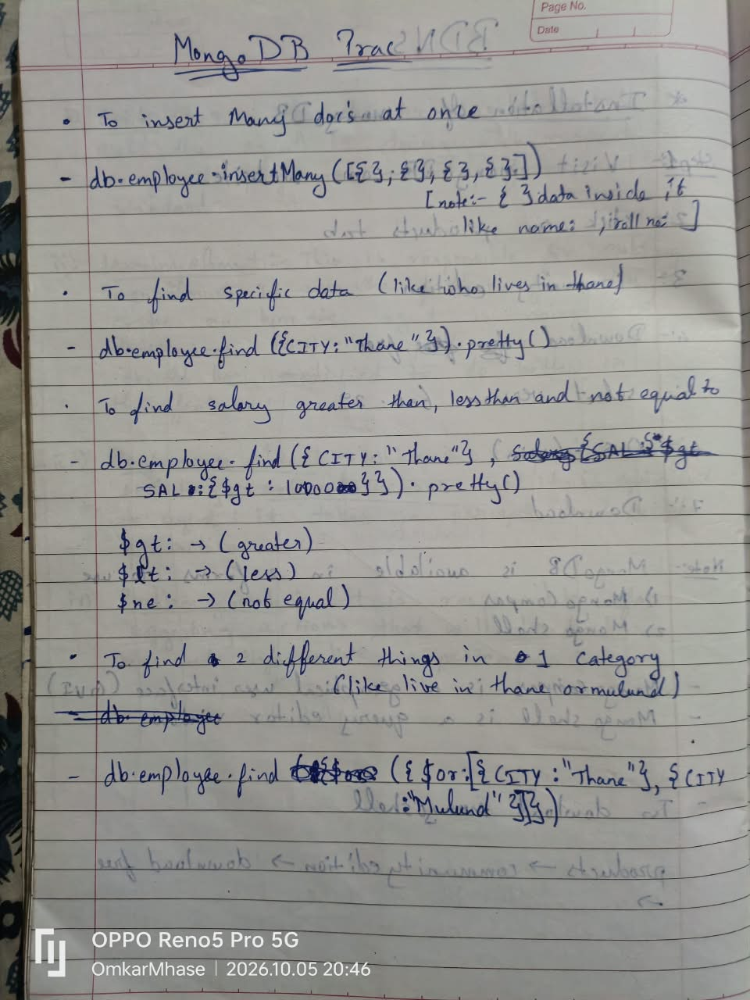 Page No.
Date
MongoDB Prac
• To insert Many doc's at once
- db.employee.insertMany([{}, {}, {}, {}])
[note:- { } data inside it
like name: , roll no: ]
• To find specific data (like who lives in thane)
- db.employee.find({CITY: "Thane"}).pretty()
• To find salary greater than, less than and not equal to
- db.employee.find({CITY: "Thane"},
SAL:{$gt: 10000}}).pretty()
$gt: → (greater)
$lt: → (less)
$ne: → (not equal)
• To find 2 different things in 1 category
(like live in thane or mulund)
- db.employee
- db.employee.find ({$or:[{CITY:"Thane"}, {CITY
:"Mulund"}]})
OPPO Reno5 Pro 5G
OmkarMhase | 2026.10.05 20:46